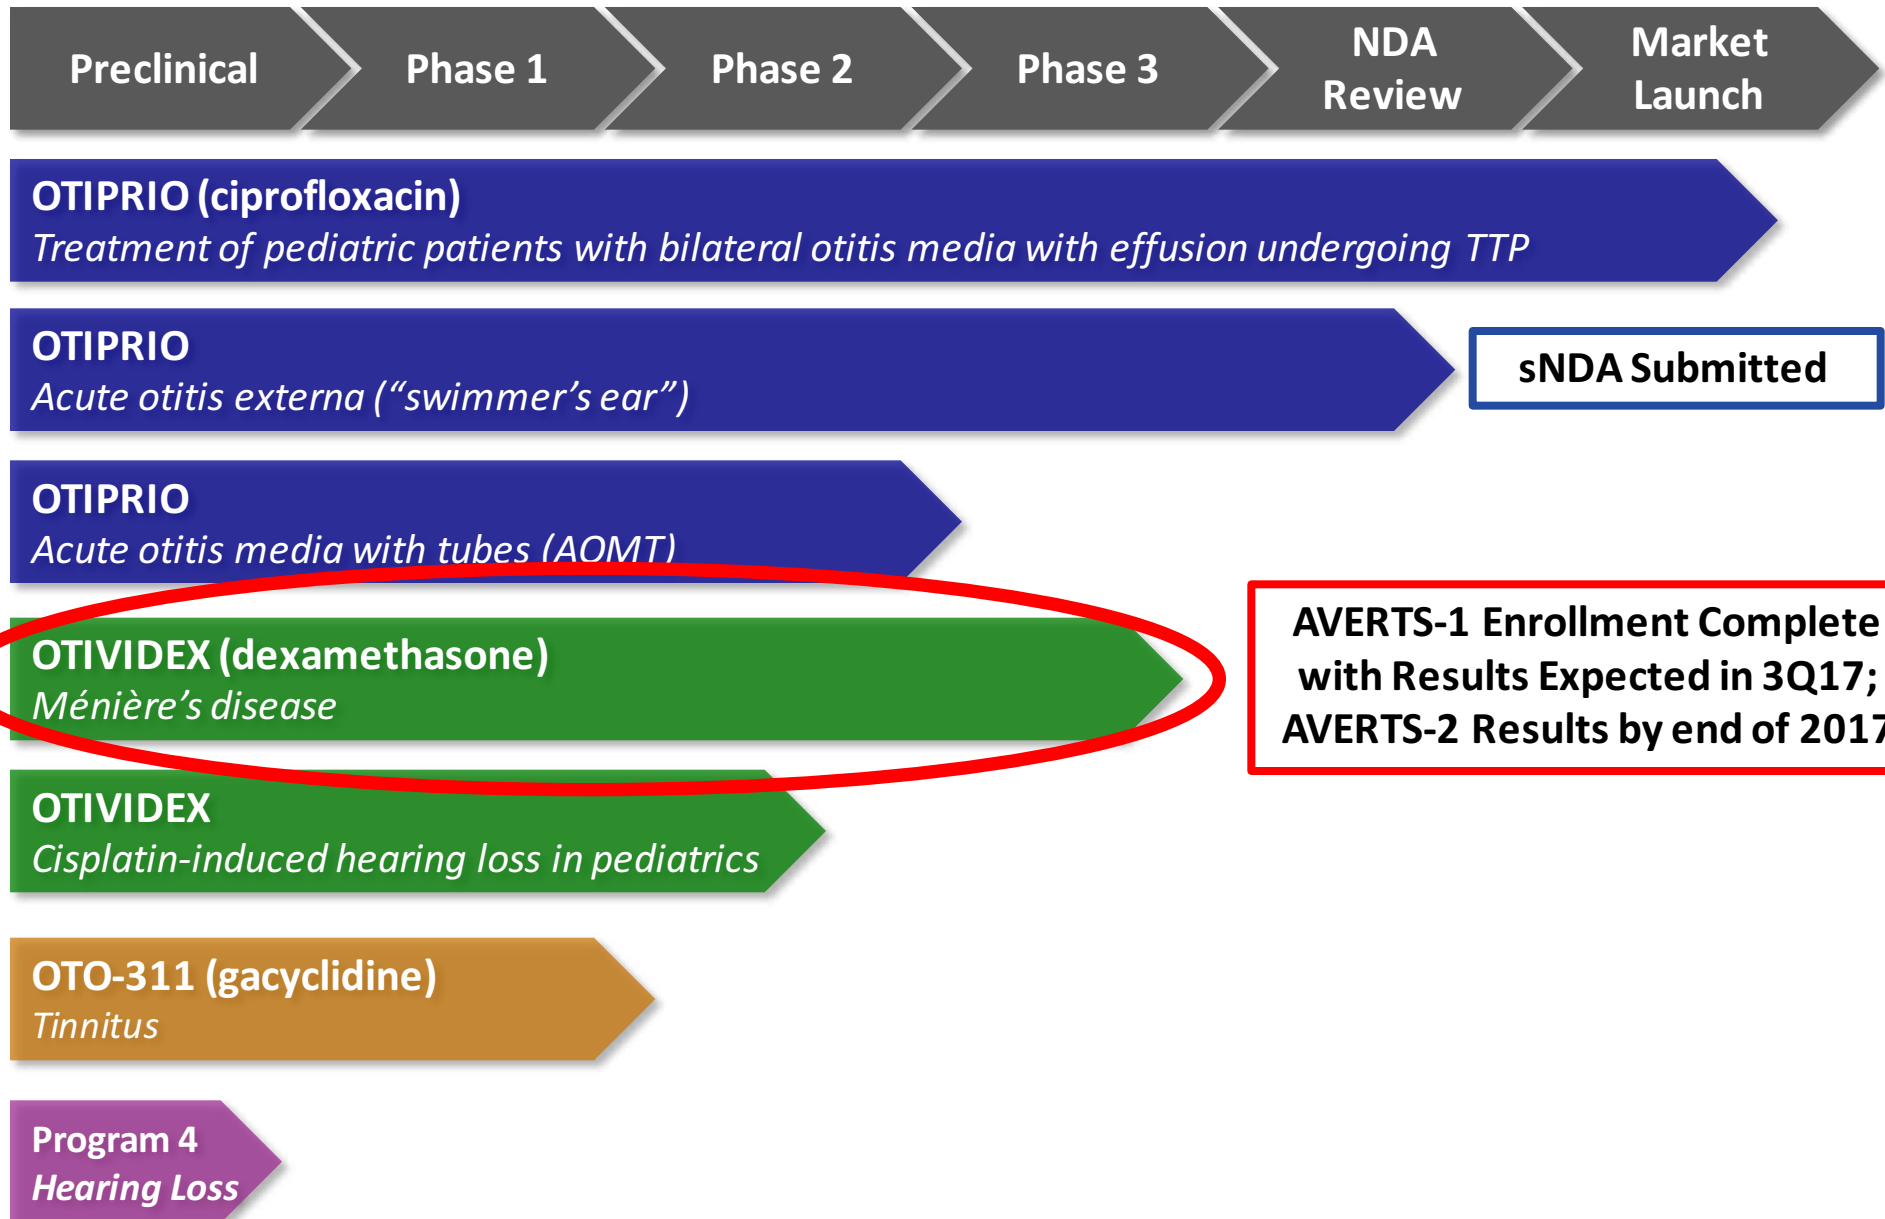 Preclinical
Phase 1
Phase 2
Phase 3
NDA
Review
Market
Launch
OTIPRIO (ciprofloxacin)
Treatment of pediatric patients with bilateral otitis media with effusion undergoing TTP
OTIPRIO
Acute otitis externa (“swimmer’s ear”)
sNDA Submitted
OTIPRIO
Acute otitis media with tubes (AOMT)
OTIVIDEX (dexamethasone)
Ménière’s disease
AVERTS-1 Enrollment Complete
with Results Expected in 3Q17;
AVERTS-2 Results by end of 2017
OTIVIDEX
Cisplatin-induced hearing loss in pediatrics
OTO-311 (gacyclidine)
Tinnitus
Program 4
Hearing Loss